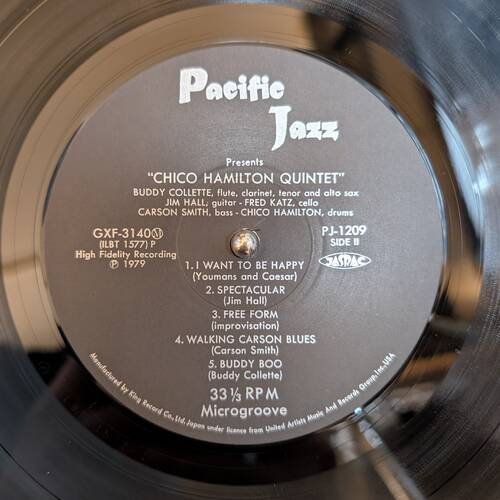 Pacific
Jazz
Presents
"CHICO HAMILTON QUINTET"
BUDDY COLLETTE, flute, clarinet, tenor and alto sax
JIM HALL, guitar - FRED KATZ, cello
CARSON SMITH, bass - CHICO HAMILTON, drums
GXF-3140 Ⓜ
(ILBT 1577) P
High Fidelity Recording
Ⓟ 1979
PJ-1209
SIDE II
JASRAC
1. I WANT TO BE HAPPY
(Youmans and Caesar)
2. SPECTACULAR
(Jim Hall)
3. FREE FORM
(improvisation)
4. WALKING CARSON BLUES
(Carson Smith)
5. BUDDY BOO
(Buddy Collette)
33 ⅓ RPM
Microgroove
Manufactured by King Record Co., Ltd. Japan under licence from United Artists Music And Records Group, Inc., USA